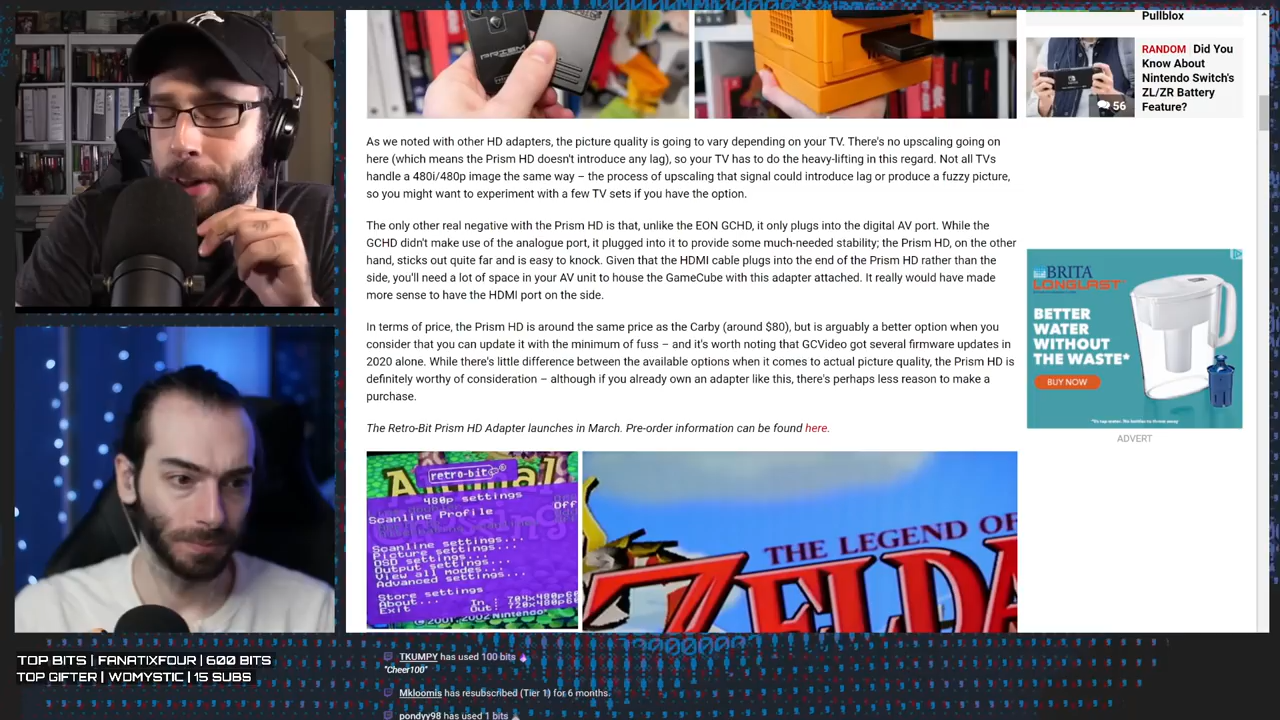 PRISM
Pullblox
RANDOM Did You
Know About
Nintendo Switch's
ZL/ZR Battery
Feature?
56
As we noted with other HD adapters, the picture quality is going to vary depending on your TV. There's no upscaling going on
here (which means the Prism HD doesn't introduce any lag), so your TV has to do the heavy-lifting in this regard. Not all TVs
handle a 480i/480p image the same way – the process of upscaling that signal could introduce lag or produce a fuzzy picture,
so you might want to experiment with a few TV sets if you have the option.
The only other real negative with the Prism HD is that, unlike the EON GCHD, it only plugs into the digital AV port. While the
GCHD didn't make use of the analogue port, it plugged into it to provide some much-needed stability; the Prism HD, on the other
hand, sticks out quite far and is easy to knock. Given that the HDMI cable plugs into the end of the Prism HD rather than the
side, you'll need a lot of space in your AV unit to house the GameCube with this adapter attached. It really would have made
more sense to have the HDMI port on the side.
In terms of price, the Prism HD is around the same price as the Carby (around $80), but is arguably a better option when you
consider that you can update it with the minimum of fuss – and it's worth noting that GCVideo got several firmware updates in
2020 alone. While there's little difference between the available options when it comes to actual picture quality, the Prism HD is
definitely worthy of consideration – although if you already own an adapter like this, there's perhaps less reason to make a
purchase.
The Retro-Bit Prism HD Adapter launches in March. Pre-order information can be found here.
BRITA
LONGLAST
BETTER
WATER
WITHOUT
THE WASTE*
BUY NOW
ADVERT
Animal
retro-bit
480p settings
Scanline Profile Off
Scanline settings...
Picture settings...
OSD settings...
Output settings...
View all modes...
Advanced settings...
Store settings
About... In : 704x480p60
Exit Out: 720x480p60
© 2001,2002 Nintendo
THE LEGEND OF
ZELDA
TOP BITS | FANATIXFOUR | 600 BITS
TOP GIFTER | WDMYSTIC | 15 SUBS
TKUMPY has used 100 bits
"Cheer100"
Mkloomis has resubscribed (Tier 1) for 6 months.
pondyy98 has used 1 bits